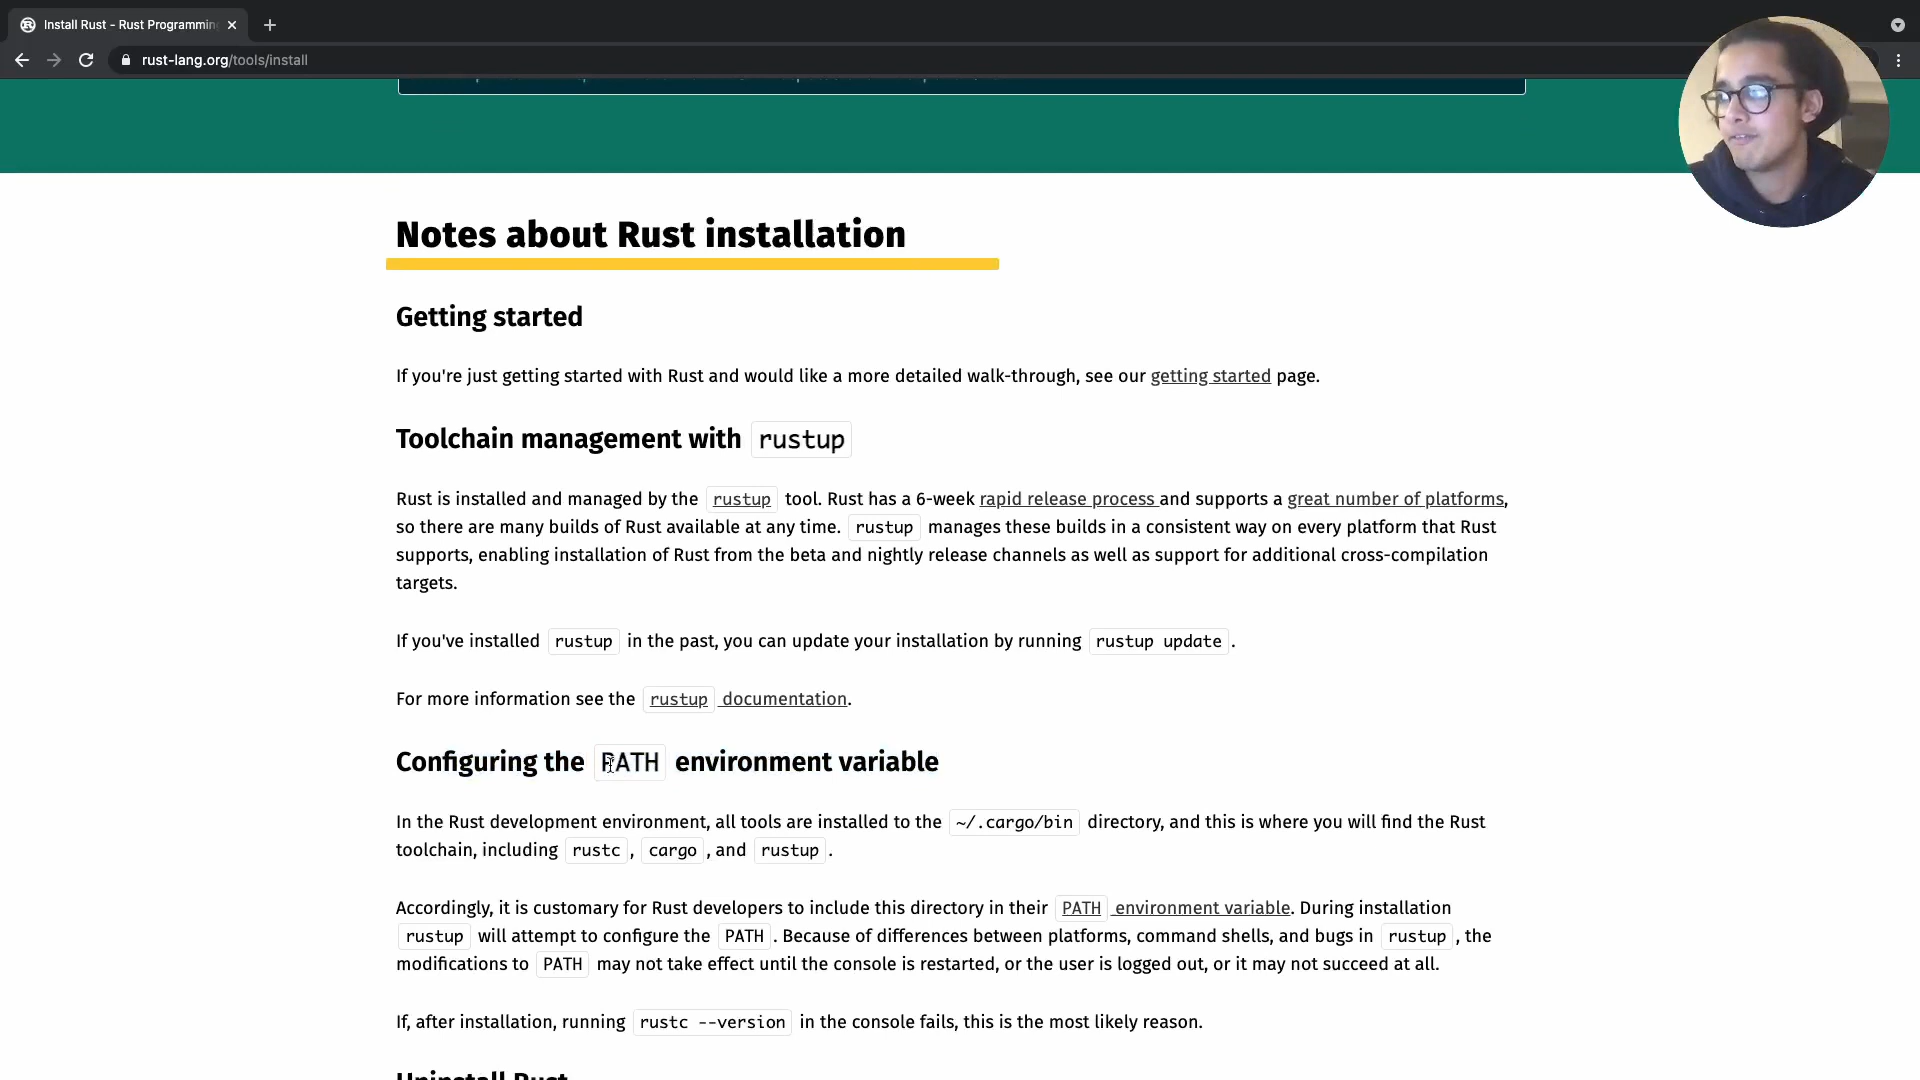 Install Rust - Rust Programmin
rust-lang.org/tools/install
Notes about Rust installation
Getting started
If you're just getting started with Rust and would like a more detailed walk-through, see our getting started page.
Toolchain management with rustup
Rust is installed and managed by the rustup tool. Rust has a 6-week rapid release process and supports a great number of platforms,
so there are many builds of Rust available at any time. rustup manages these builds in a consistent way on every platform that Rust
supports, enabling installation of Rust from the beta and nightly release channels as well as support for additional cross-compilation
targets.
If you've installed rustup in the past, you can update your installation by running rustup update.
For more information see the rustup documentation.
Configuring the PATH environment variable
In the Rust development environment, all tools are installed to the ~/.cargo/bin directory, and this is where you will find the Rust
toolchain, including rustc, cargo, and rustup.
Accordingly, it is customary for Rust developers to include this directory in their PATH environment variable. During installation
rustup will attempt to configure the PATH. Because of differences between platforms, command shells, and bugs in rustup, the
modifications to PATH may not take effect until the console is restarted, or the user is logged out, or it may not succeed at all.
If, after installation, running rustc --version in the console fails, this is the most likely reason.
Uninstall Rust